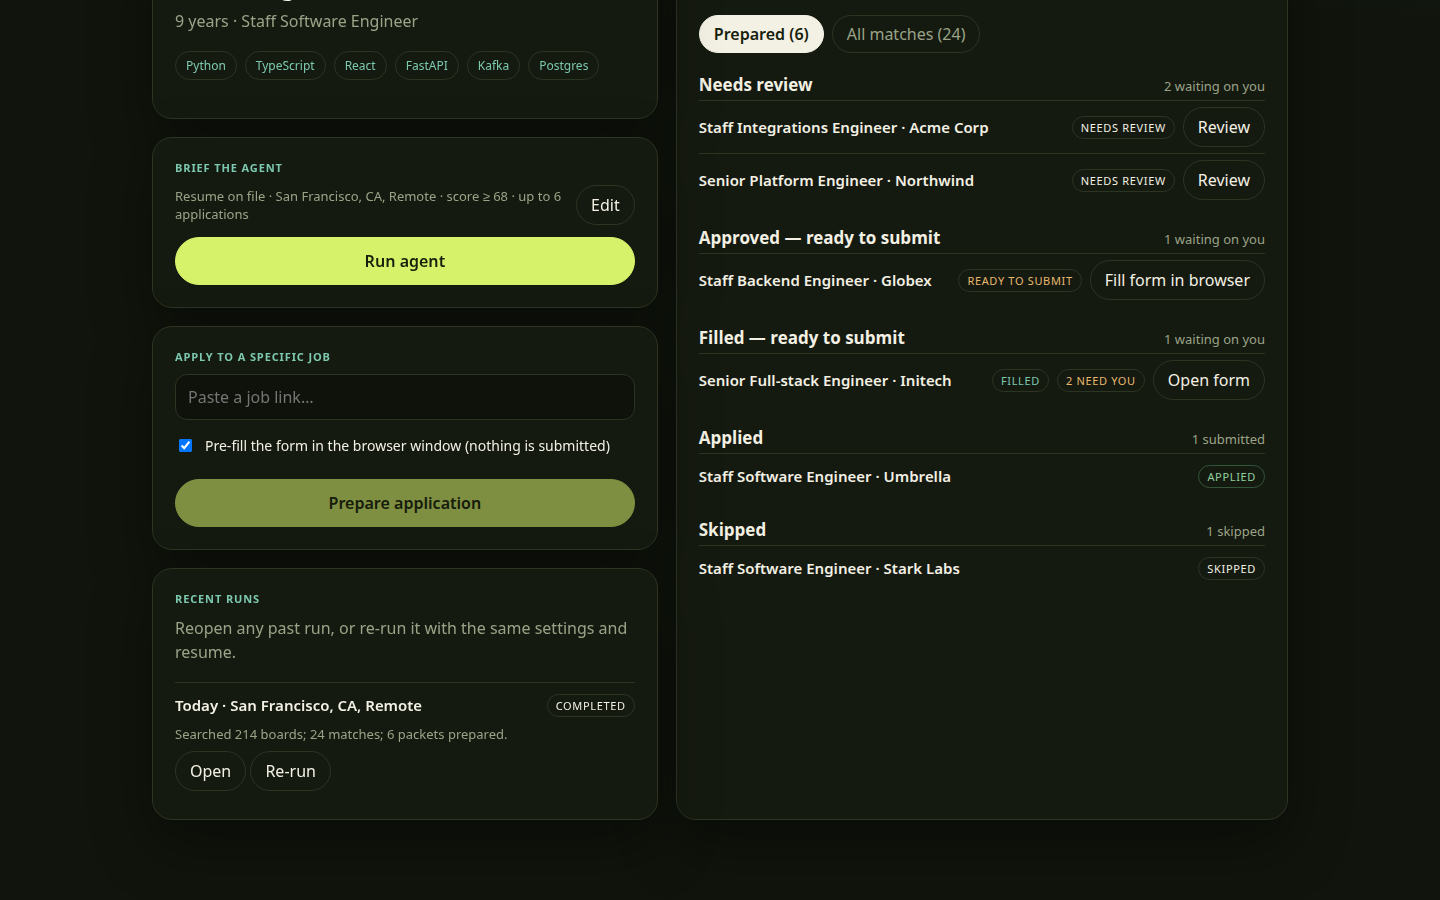 9 years · Staff Software Engineer
Python
TypeScript
React
FastAPI
Kafka
Postgres
BRIEF THE AGENT
Resume on file · San Francisco, CA, Remote · score ≥ 68 · up to 6
applications
Edit
Run agent
APPLY TO A SPECIFIC JOB
Paste a job link...
Pre-fill the form in the browser window (nothing is submitted)
Prepare application
RECENT RUNS
Reopen any past run, or re-run it with the same settings and
resume.
Today · San Francisco, CA, Remote
COMPLETED
Searched 214 boards; 24 matches; 6 packets prepared.
Open
Re-run
Prepared (6)
All matches (24)
Needs review
2 waiting on you
Staff Integrations Engineer · Acme Corp
NEEDS REVIEW
Review
Senior Platform Engineer · Northwind
NEEDS REVIEW
Review
Approved — ready to submit
1 waiting on you
Staff Backend Engineer · Globex
READY TO SUBMIT
Fill form in browser
Filled — ready to submit
1 waiting on you
Senior Full-stack Engineer · Initech
FILLED
2 NEED YOU
Open form
Applied
1 submitted
Staff Software Engineer · Umbrella
APPLIED
Skipped
1 skipped
Staff Software Engineer · Stark Labs
SKIPPED